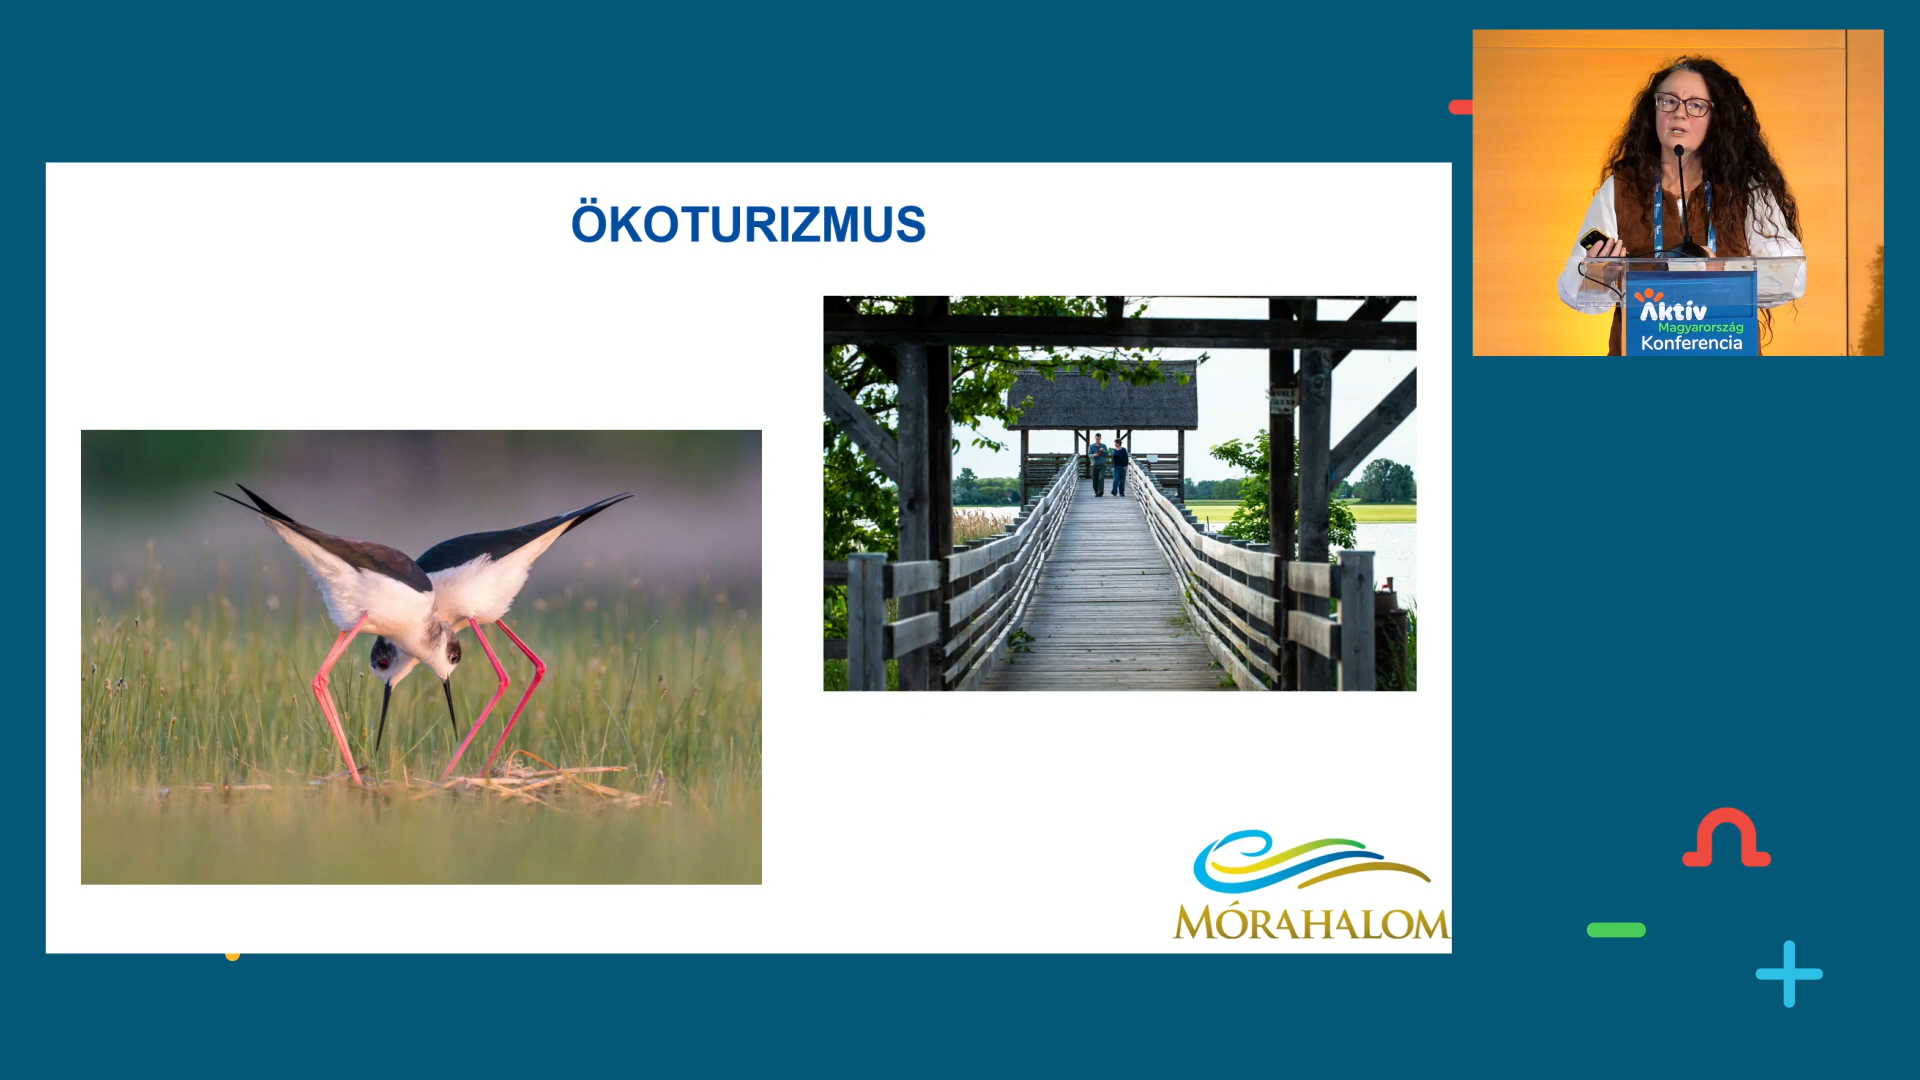 ÖKOTURIZMUS
MÓRAHALOM
Aktív
Magyarország
Konferencia